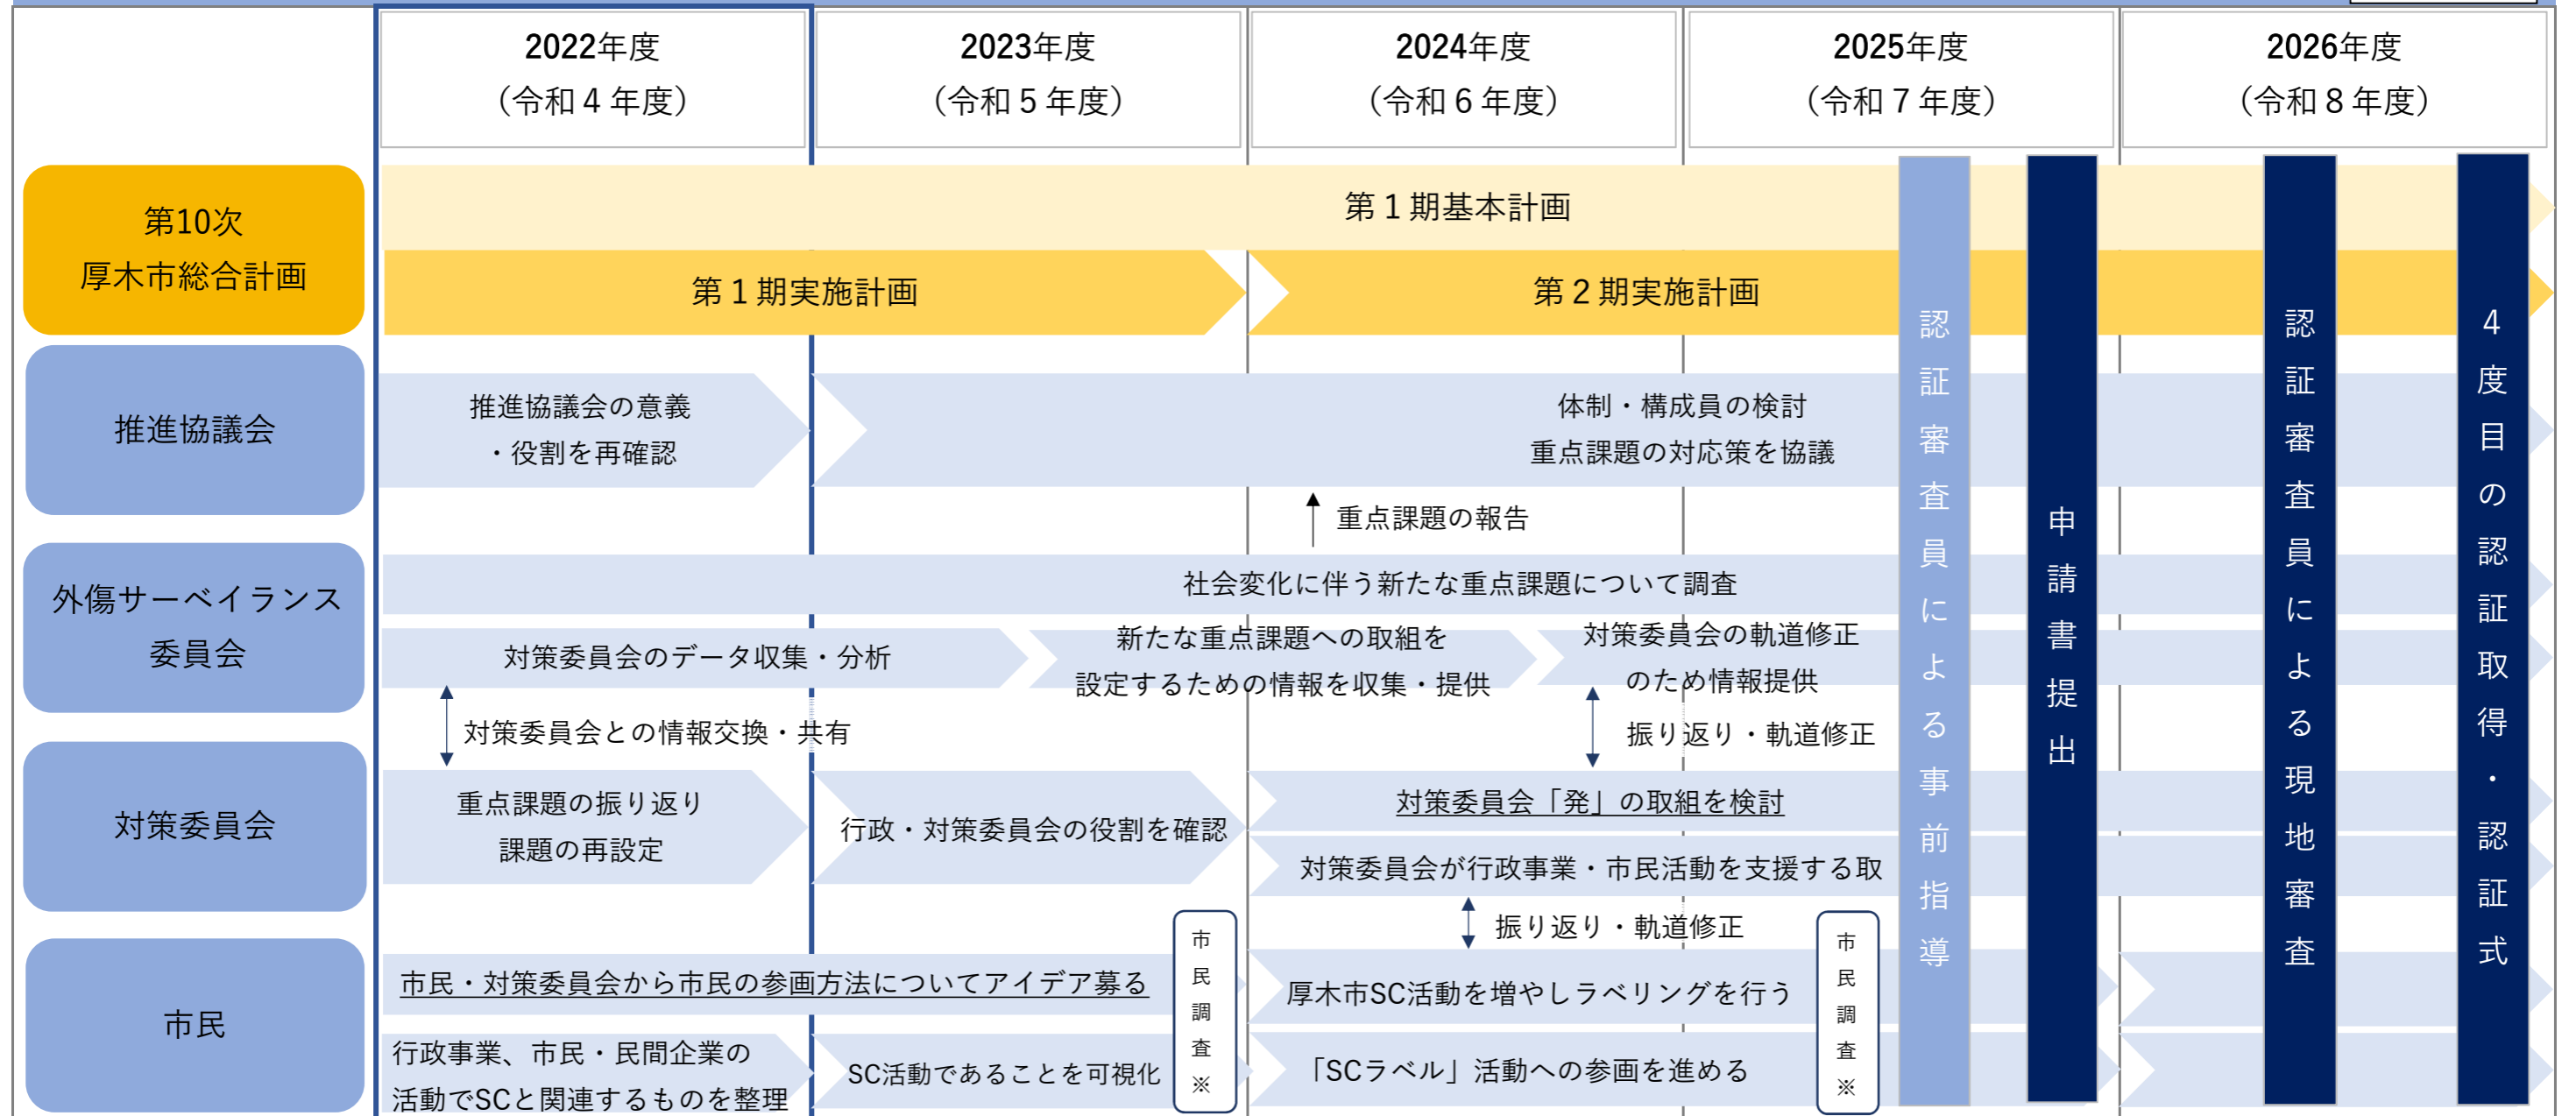 2022年度
（令和４年度）
2023年度
（令和５年度）
2024年度
（令和６年度）
2025年度
（令和７年度）
2026年度
（令和８年度）
第10次
厚木市総合計画
第１期基本計画
第１期実施計画
第２期実施計画
推進協議会
推進協議会の意義
・役割を再確認
体制・構成員の検討
重点課題の対応策を協議
重点課題の報告
外傷サーベイランス
委員会
社会変化に伴う新たな重点課題について調査
対策委員会のデータ収集・分析
新たな重点課題への取組を
設定するための情報を収集・提供
対策委員会の軌道修正
のため情報提供
対策委員会との情報交換・共有
振り返り・軌道修正
対策委員会
重点課題の振り返り
課題の再設定
行政・対策委員会の役割を確認
対策委員会「発」の取組を検討
対策委員会が行政事業・市民活動を支援する取
振り返り・軌道修正
市民
市民・対策委員会から市民の参画方法についてアイデア募る
行政事業、市民・民間企業の
活動でSCと関連するものを整理
SC活動であることを可視化
市民調査※
厚木市SC活動を増やしラベリングを行う
「SCラベル」活動への参画を進める
市民調査※
認証審査員による事前指導
申請書提出
認証審査員による現地審査
4度目の認証取得・認証式